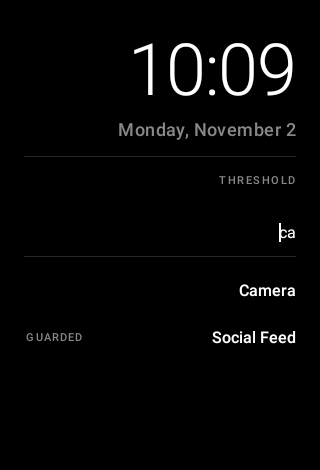 10:09
Monday, November 2
THRESHOLD
ca
Camera
GUARDED Social Feed